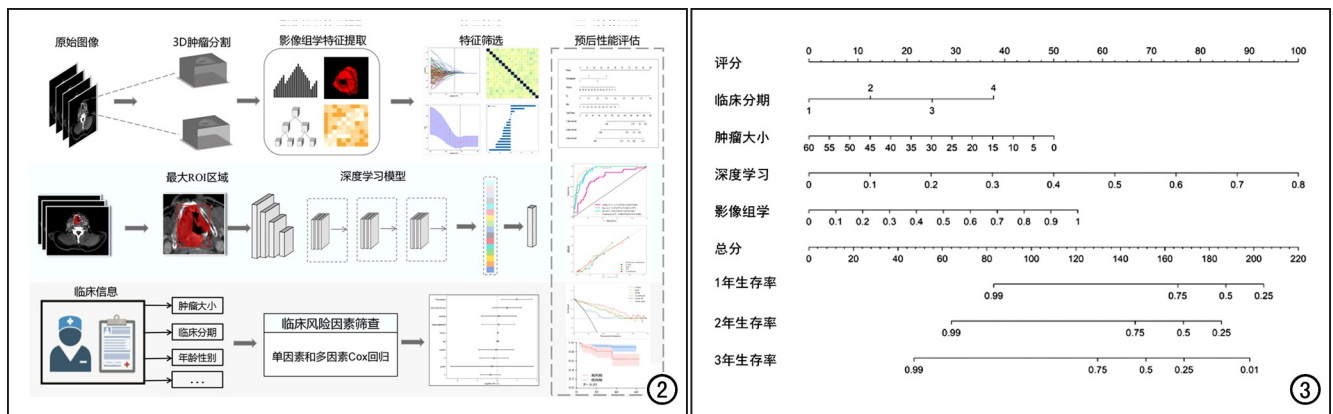 原始图像
3D肿瘤分割
影像组学特征提取
特征筛选
预后性能评估
最大ROI区域
深度学习模型
临床信息
肿瘤大小
临床分期
年龄性别
...
临床风险因素筛查
单因素和多因素Cox回归
②
评分
0 10 20 30 40 50 60 70 80 90 100
临床分期
1 2 3 4
肿瘤大小
60 55 50 45 40 35 30 25 20 15 10 5 0
深度学习
0 0.1 0.2 0.3 0.4 0.5 0.6 0.7 0.8
影像组学
0 0.1 0.2 0.3 0.4 0.5 0.6 0.7 0.8 0.9 1
总分
0 20 40 60 80 100 120 140 160 180 200 220
1年生存率
0.99 0.75 0.5 0.25
2年生存率
0.99 0.75 0.5 0.25
3年生存率
0.99 0.75 0.5 0.25 0.01
③